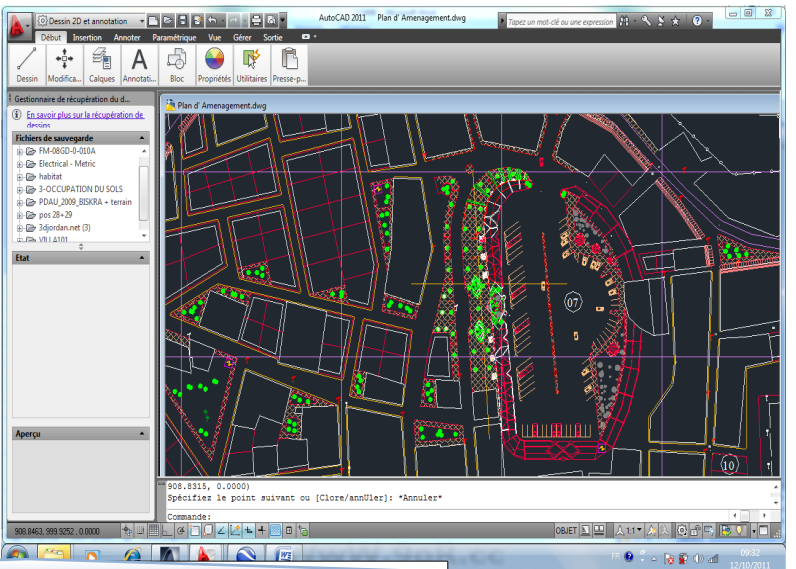 Dessin 2D et annotation
AutoCAD 2011 Plan d' Amenagement.dwg
Tapez un mot-clé ou une expression
Début Insertion Annoter Paramétrique Vue Gérer Sortie
Dessin Modifica... Calques Annotati... Bloc Propriétés Utilitaires Presse-p...
Gestionnaire de récupération du d...
En savoir plus sur la récupération de
dessins
Fichiers de sauvegarde
FM-08GD-0-010A
Electrical - Metric
habitat
3-OCCUPATION DU SOLS
PDAU_2009_BISKRA + terrain
pos 28+29
3djordan.net (3)
VILLA101
Etat
Aperçu
Plan d' Amenagement.dwg
07
10
908.8315, 0.0000)
Spécifiez le point suivant ou [Clore/annUler]: *Annuler*
Commande:
908.8463, 999.9252 , 0.0000
OBJET
1:1
FR
09:32
12/10/2011